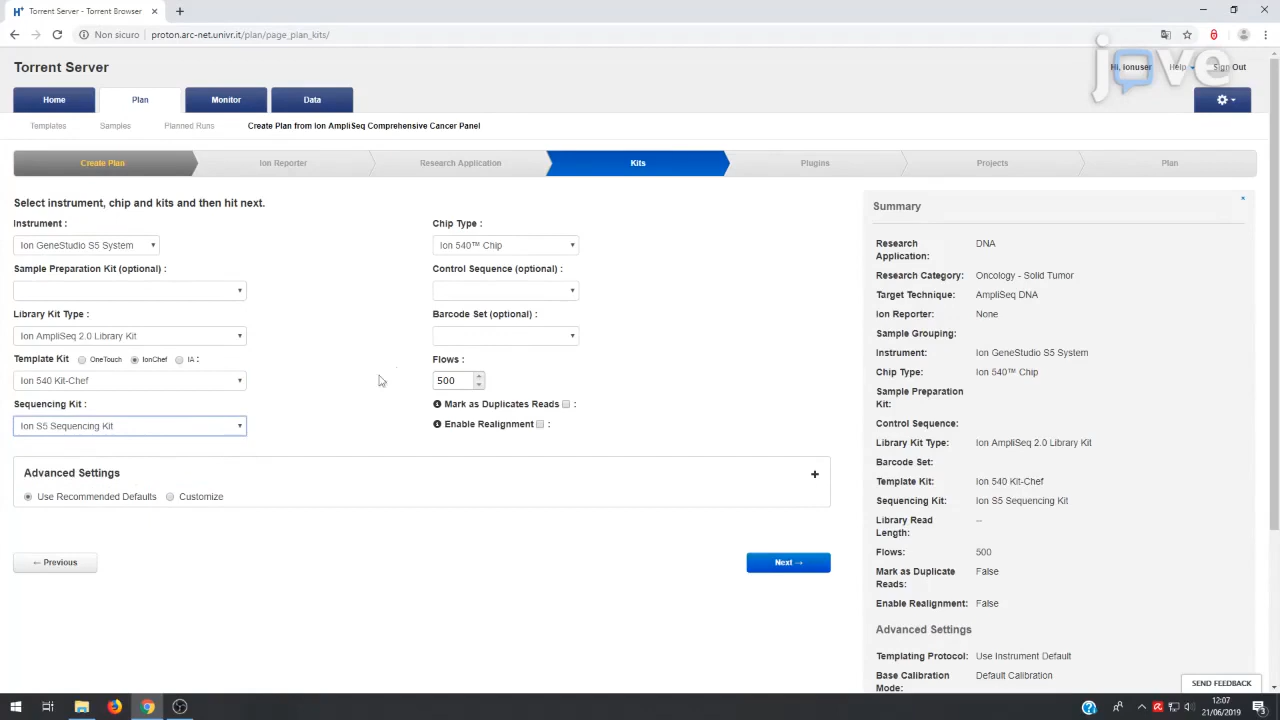 Torrent Server - Torrent Browser
Non sicuro | proton.arc-net.univr.it/plan/page_plan_kits/
Torrent Server
Hi, ionuser Help Sign Out
jove
Home Plan Monitor Data
Templates Samples Planned Runs Create Plan from Ion AmpliSeq Comprehensive Cancer Panel
Create Plan Ion Reporter Research Application Kits Plugins Projects Plan
Select instrument, chip and kits and then hit next.
Instrument :
Ion GeneStudio S5 System
Sample Preparation Kit (optional) :
Library Kit Type :
Ion AmpliSeq 2.0 Library Kit
Template Kit OneTouch IonChef IA :
Ion 540 Kit-Chef
Sequencing Kit :
Ion S5 Sequencing Kit
Chip Type :
Ion 540™ Chip
Control Sequence (optional) :
Barcode Set (optional) :
Flows :
500
Mark as Duplicates Reads :
Enable Realignment :
Advanced Settings +
Use Recommended Defaults Customize
← Previous
Next →
Summary
×
Research Application: DNA
Research Category: Oncology - Solid Tumor
Target Technique: AmpliSeq DNA
Ion Reporter: None
Sample Grouping:
Instrument: Ion GeneStudio S5 System
Chip Type: Ion 540™ Chip
Sample Preparation Kit:
Control Sequence:
Library Kit Type: Ion AmpliSeq 2.0 Library Kit
Barcode Set:
Template Kit: Ion 540 Kit-Chef
Sequencing Kit: Ion S5 Sequencing Kit
Library Read Length: --
Flows: 500
Mark as Duplicate Reads: False
Enable Realignment: False
Advanced Settings
Templating Protocol: Use Instrument Default
Base Calibration Mode: Default Calibration
SEND FEEDBACK
12:07
21/06/2019
3